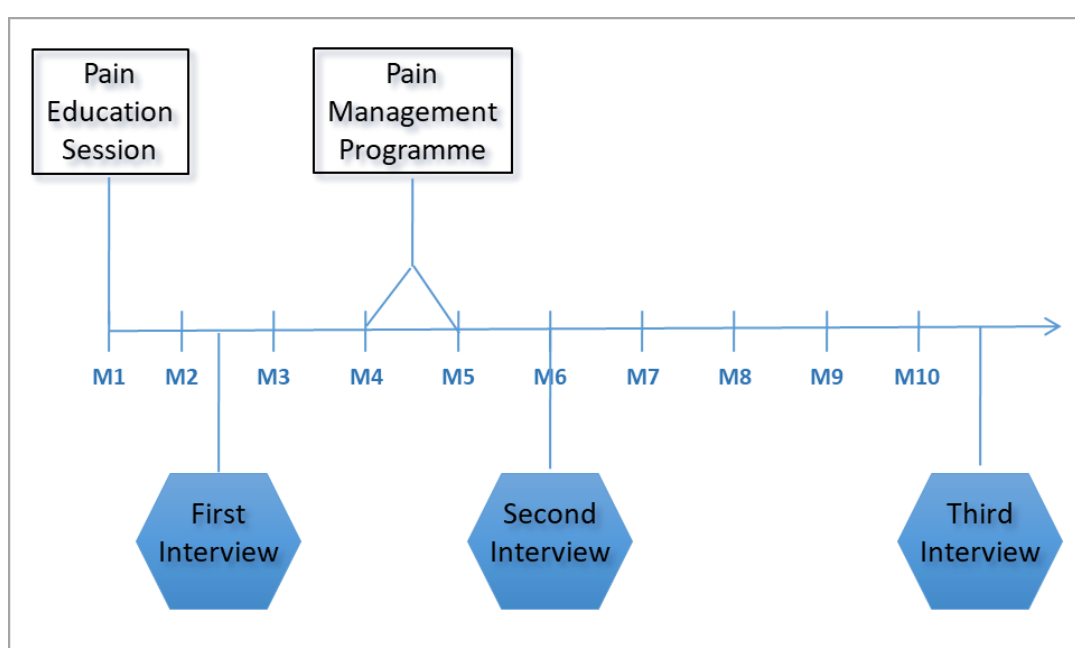 Pain
Education
Session
Pain
Management
Programme
M1 M2 M3 M4 M5 M6 M7 M8 M9 M10
First
Interview
Second
Interview
Third
Interview